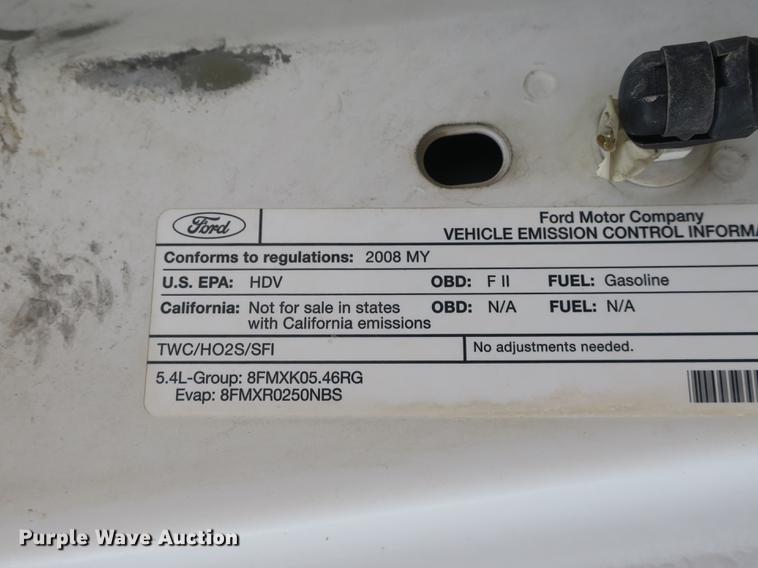 Ford
Ford Motor Company
VEHICLE EMISSION CONTROL INFORMA
Conforms to regulations: 2008 MY
U.S. EPA: HDV OBD: F II FUEL: Gasoline
California: Not for sale in states OBD: N/A FUEL: N/A
with California emissions
TWC/HO2S/SFI No adjustments needed.
5.4L-Group: 8FMXK05.46RG
Evap: 8FMXR0250NBS
Purple Wave Auction